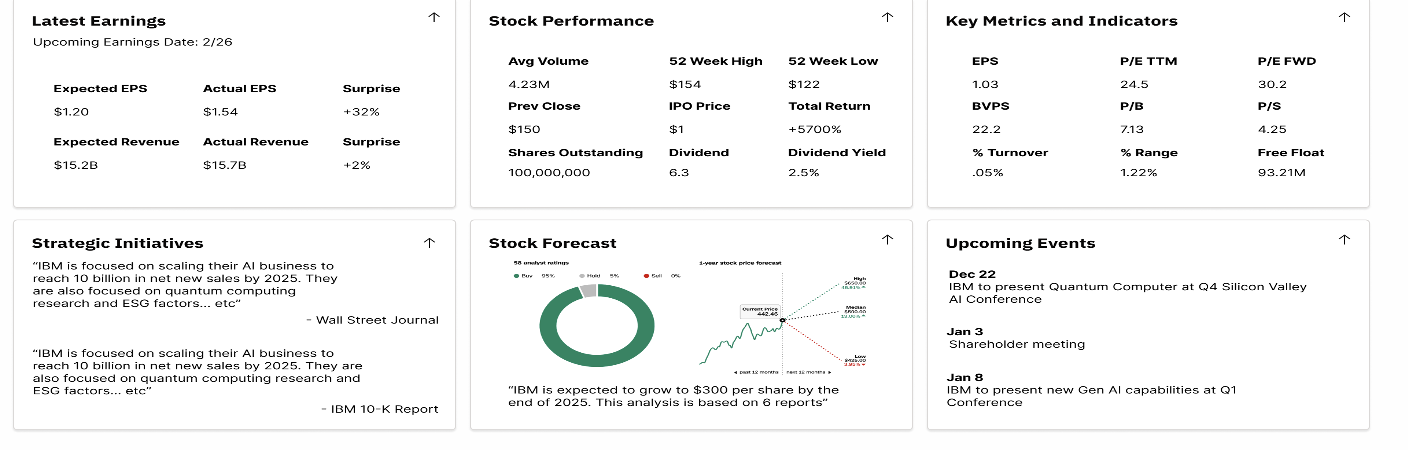 Latest Earnings
Upcoming Earnings Date: 2/26
Expected EPS Actual EPS Surprise
$1.20 $1.54 +32%
Expected Revenue Actual Revenue Surprise
$15.2B $15.7B +2%
Stock Performance
Avg Volume 52 Week High 52 Week Low
4.23M $154 $122
Prev Close IPO Price Total Return
$150 $1 +5700%
Shares Outstanding Dividend Dividend Yield
100,000,000 6.3 2.5%
Key Metrics and Indicators
EPS P/E TTM P/E FWD
1.03 24.5 30.2
BVPS P/B P/S
22.2 7.13 4.25
% Turnover % Range Free Float
.05% 1.22% 93.21M
Strategic Initiatives
“IBM is focused on scaling their AI business to
reach 10 billion in net new sales by 2025. They
are also focused on quantum computing
research and ESG factors... etc”
- Wall Street Journal
“IBM is focused on scaling their AI business to
reach 10 billion in net new sales by 2025. They are
also focused on quantum computing research and
ESG factors... etc”
- IBM 10-K Report
Stock Forecast
58 analyst ratings
Buy 95% Hold 5% Sell 0%
1-year stock price forecast
Current Price
442.46
High
$650.00
Median
$500.00
Low
past 12 months next 12 months
“IBM is expected to grow to $300 per share by the
end of 2025. This analysis is based on 6 reports”
Upcoming Events
Dec 22
IBM to present Quantum Computer at Q4 Silicon Valley
AI Conference
Jan 3
Shareholder meeting
Jan 8
IBM to present new Gen AI capabilities at Q1
Conference